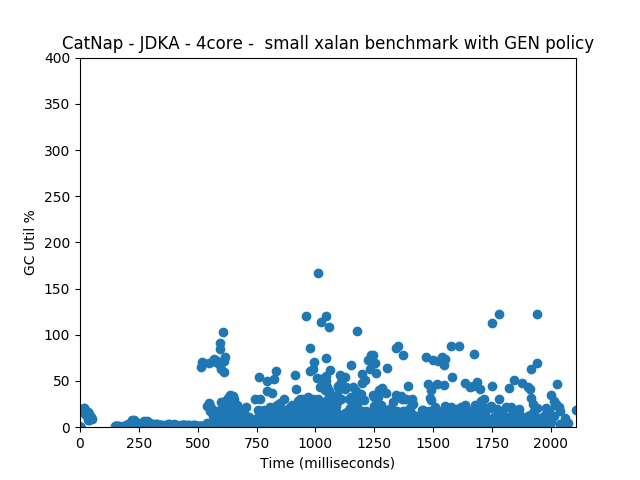 CatNap - JDKA - 4core -  small xalan benchmark with GEN policy
400
350
300
250
200
150
100
50
0
GC Util %
0 250 500 750 1000 1250 1500 1750 2000
Time (milliseconds)